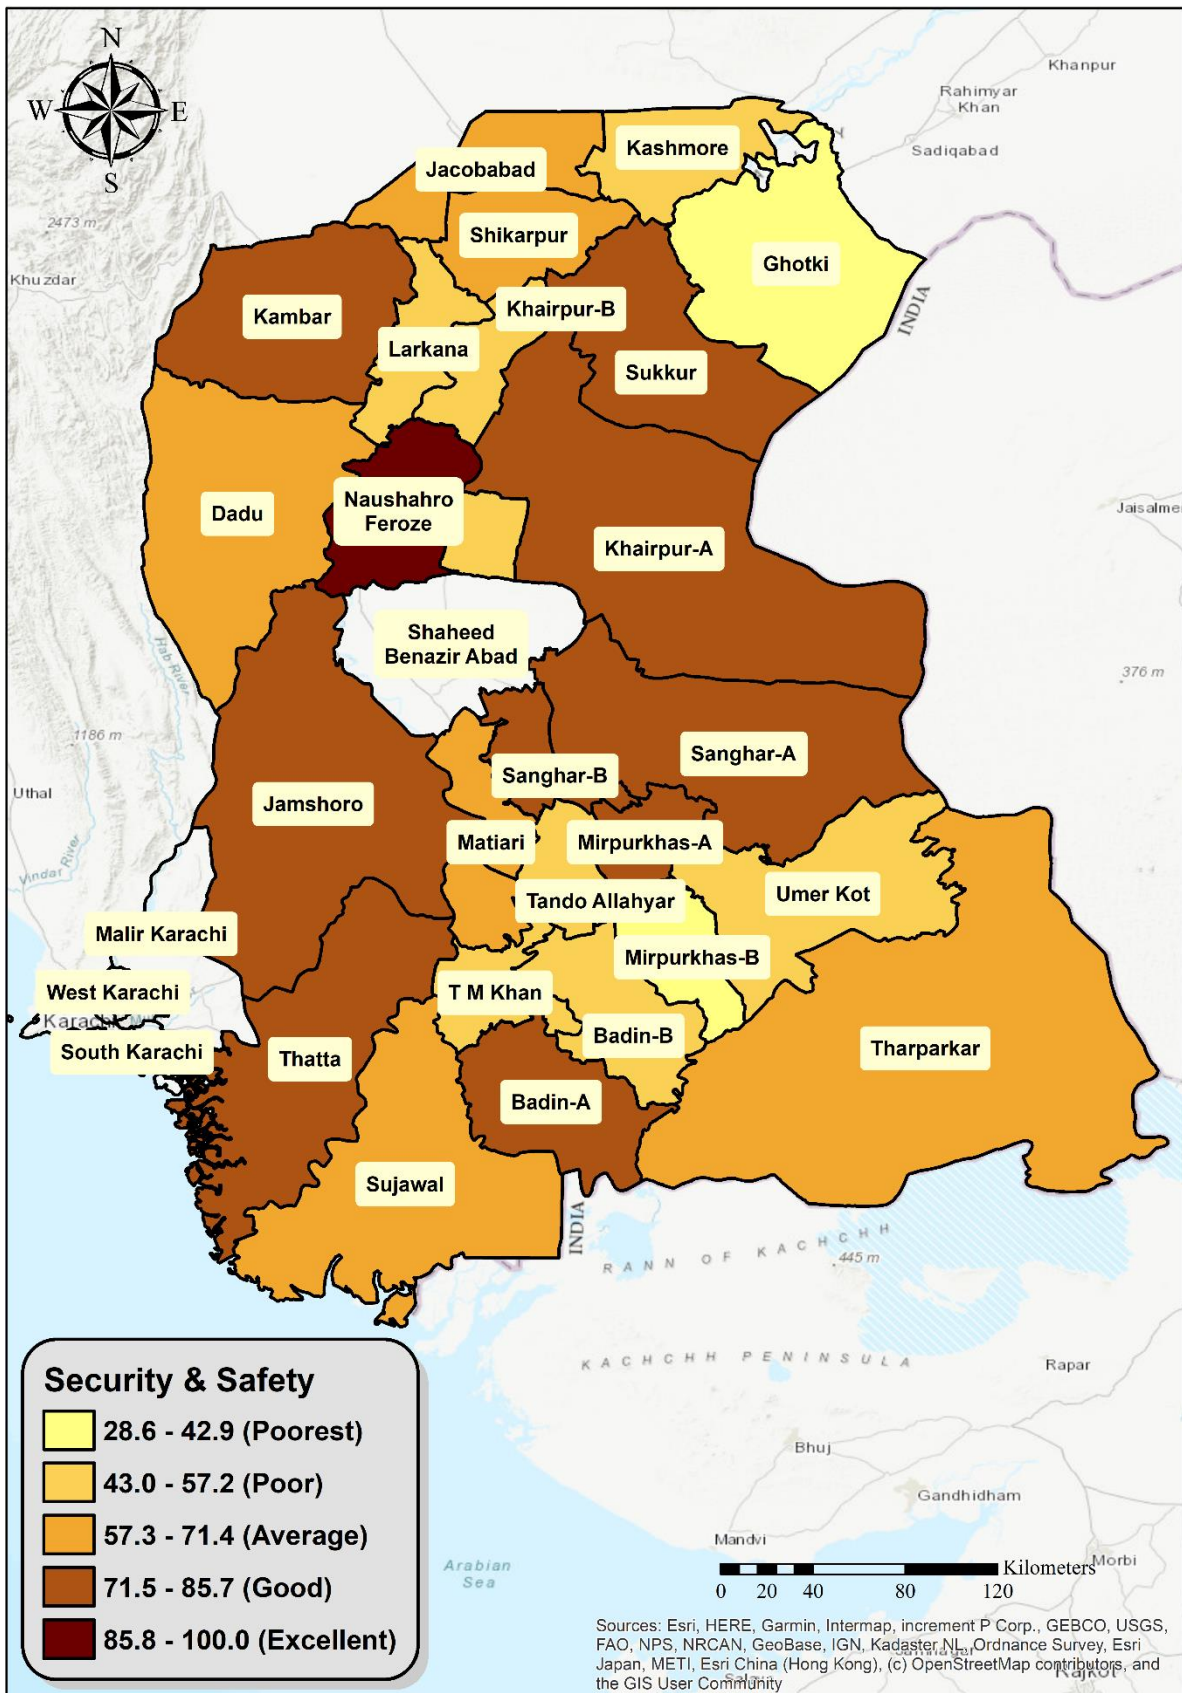 N
W E
S
Khanpur
Rahimyar
Khan
Sadiqabad
Kashmore
Jacobabad
2473 m
Shikarpur
Khuzdar
Ghotki
INDIA
Khairpur-B
Kambar
Larkana
Sukkur
Naushahro
Feroze
Dadu
Jaisalmer
Khairpur-A
Shaheed
Benazir Abad
Hab River
376 m
1186 m
Sanghar-A
Sanghar-B
Uthal
Jamshoro
Matiari
Mirpurkhas-A
Vindar River
Umer Kot
Tando Allahyar
Malir Karachi
Mirpurkhas-B
West Karachi
T M Khan
Karachi
South Karachi
Badin-B
Thatta
Tharparkar
Badin-A
Sujawal
INDIA
RANN OF KACHCHH
445 m
KACHCHH PENINSULA
Rapar
Security & Safety
28.6 - 42.9 (Poorest)
43.0 - 57.2 (Poor)
57.3 - 71.4 (Average)
71.5 - 85.7 (Good)
85.8 - 100.0 (Excellent)
Bhuj
Gandhidham
Mandvi
Arabian
Sea
Morbi
Kilometers
0 20 40 80 120
Sources: Esri, HERE, Garmin, Intermap, increment P Corp., GEBCO, USGS,
FAO, NPS, NRCAN, GeoBase, IGN, Kadaster NL, Ordnance Survey, Esri
Japan, METI, Esri China (Hong Kong), (c) OpenStreetMap contributors, and
the GIS User Community
Jamnagar
Rajkot